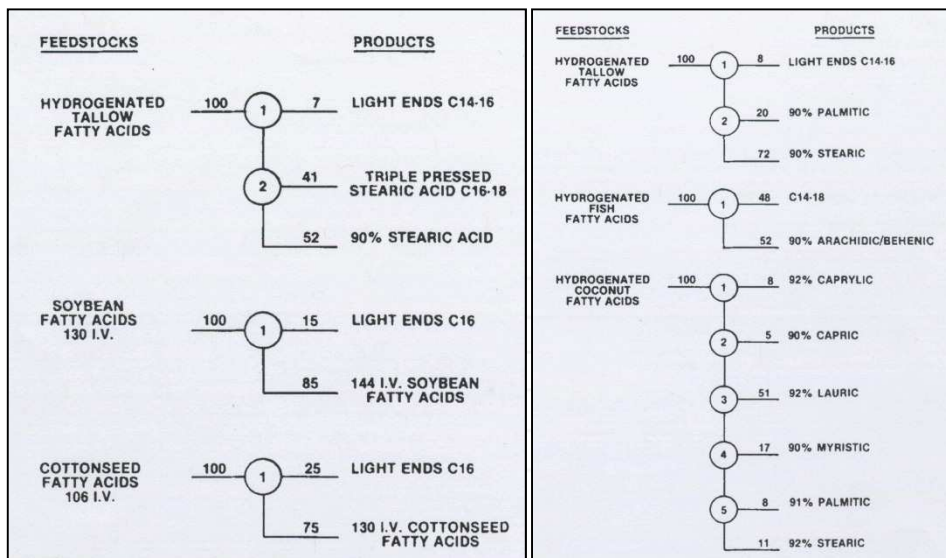 FEEDSTOCKS
PRODUCTS
HYDROGENATED
TALLOW
FATTY ACIDS
100
1
7
LIGHT ENDS C14-16
2
41
TRIPLE PRESSED
STEARIC ACID C16-18
52
90% STEARIC ACID
SOYBEAN
FATTY ACIDS
130 I.V.
100
1
15
LIGHT ENDS C16
85
144 I.V. SOYBEAN
FATTY ACIDS
COTTONSEED
FATTY ACIDS
106 I.V.
100
1
25
LIGHT ENDS C16
75
130 I.V. COTTONSEED
FATTY ACIDS
FEEDSTOCKS
PRODUCTS
HYDROGENATED
TALLOW
FATTY ACIDS
100
1
8
LIGHT ENDS C14-16
2
20
90% PALMITIC
72
90% STEARIC
HYDROGENATED
FISH
FATTY ACIDS
100
1
48
C14-18
52
90% ARACHIDIC/BEHENIC
HYDROGENATED
COCONUT
FATTY ACIDS
100
1
8
92% CAPRYLIC
2
5
90% CAPRIC
3
51
92% LAURIC
4
17
90% MYRISTIC
5
8
91% PALMITIC
11
92% STEARIC